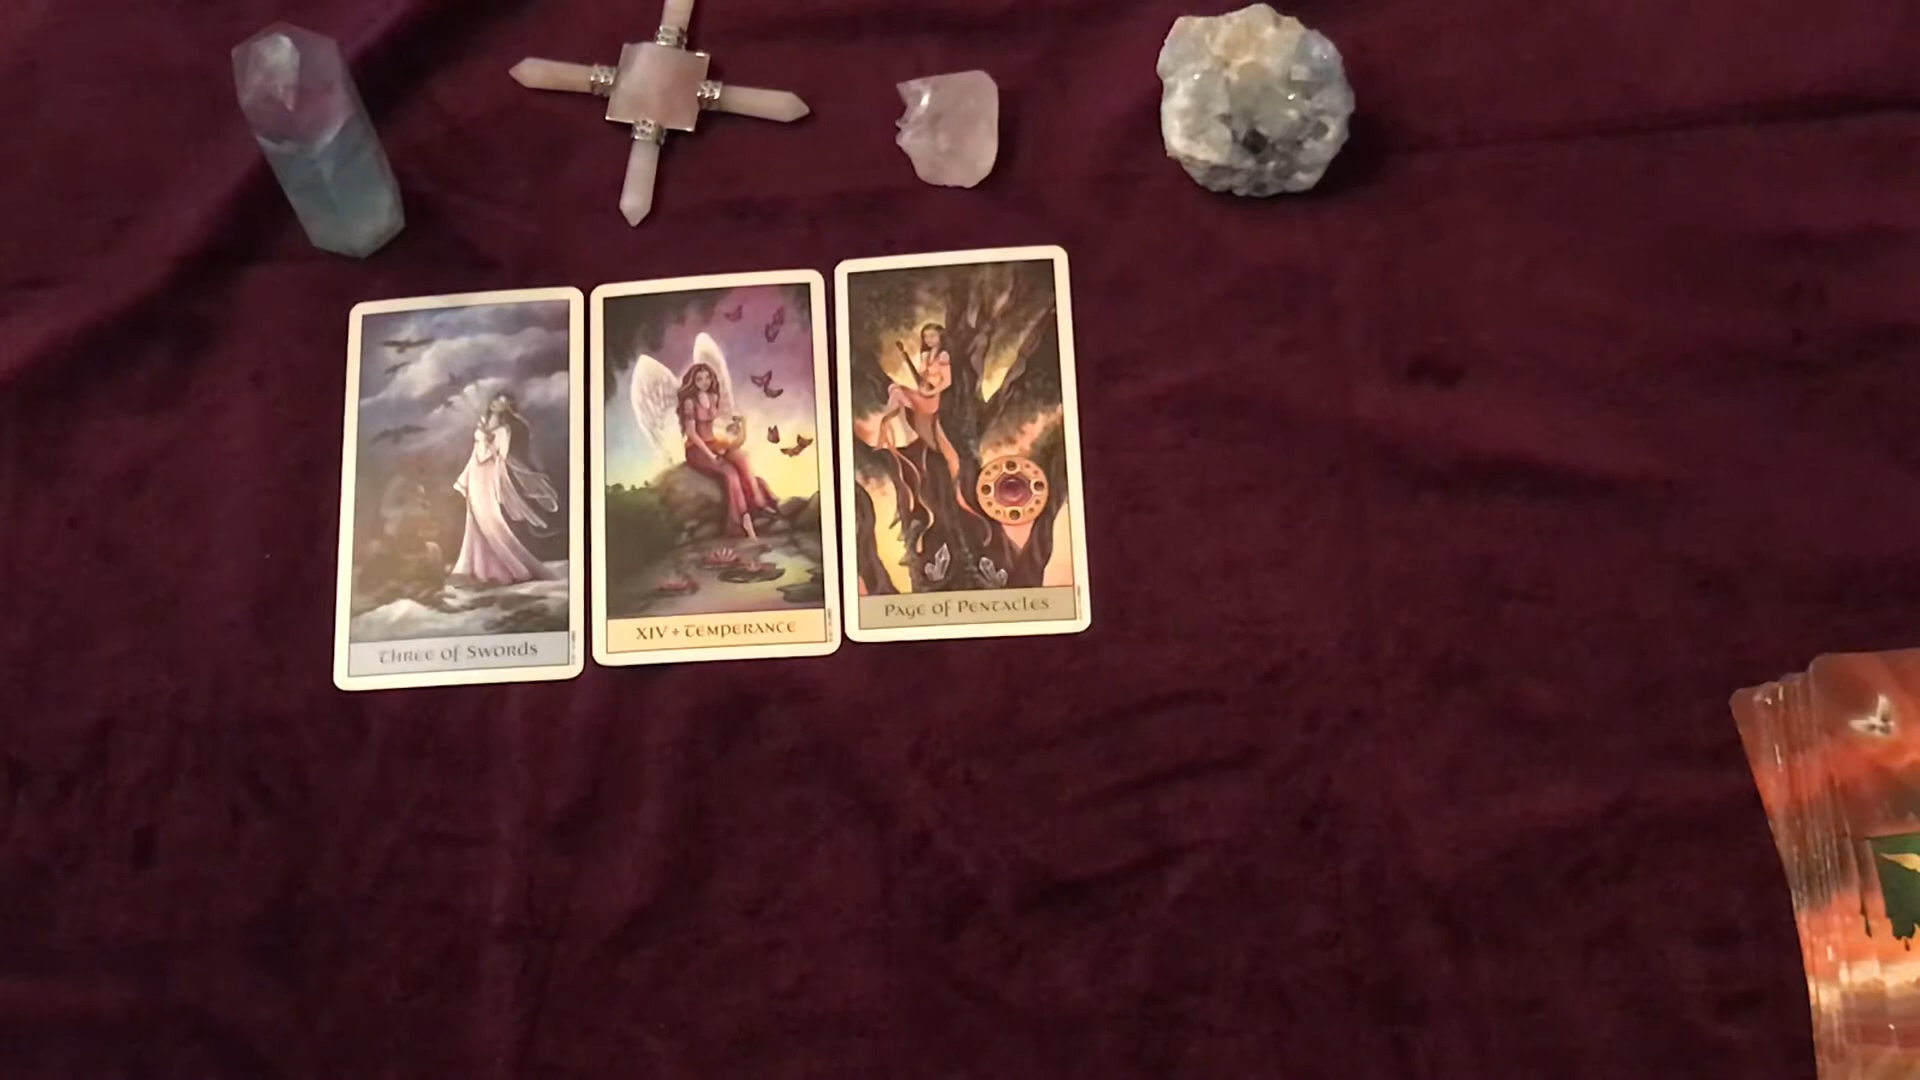 Three of Swords
XIV + Temperance
Page of Pentacles